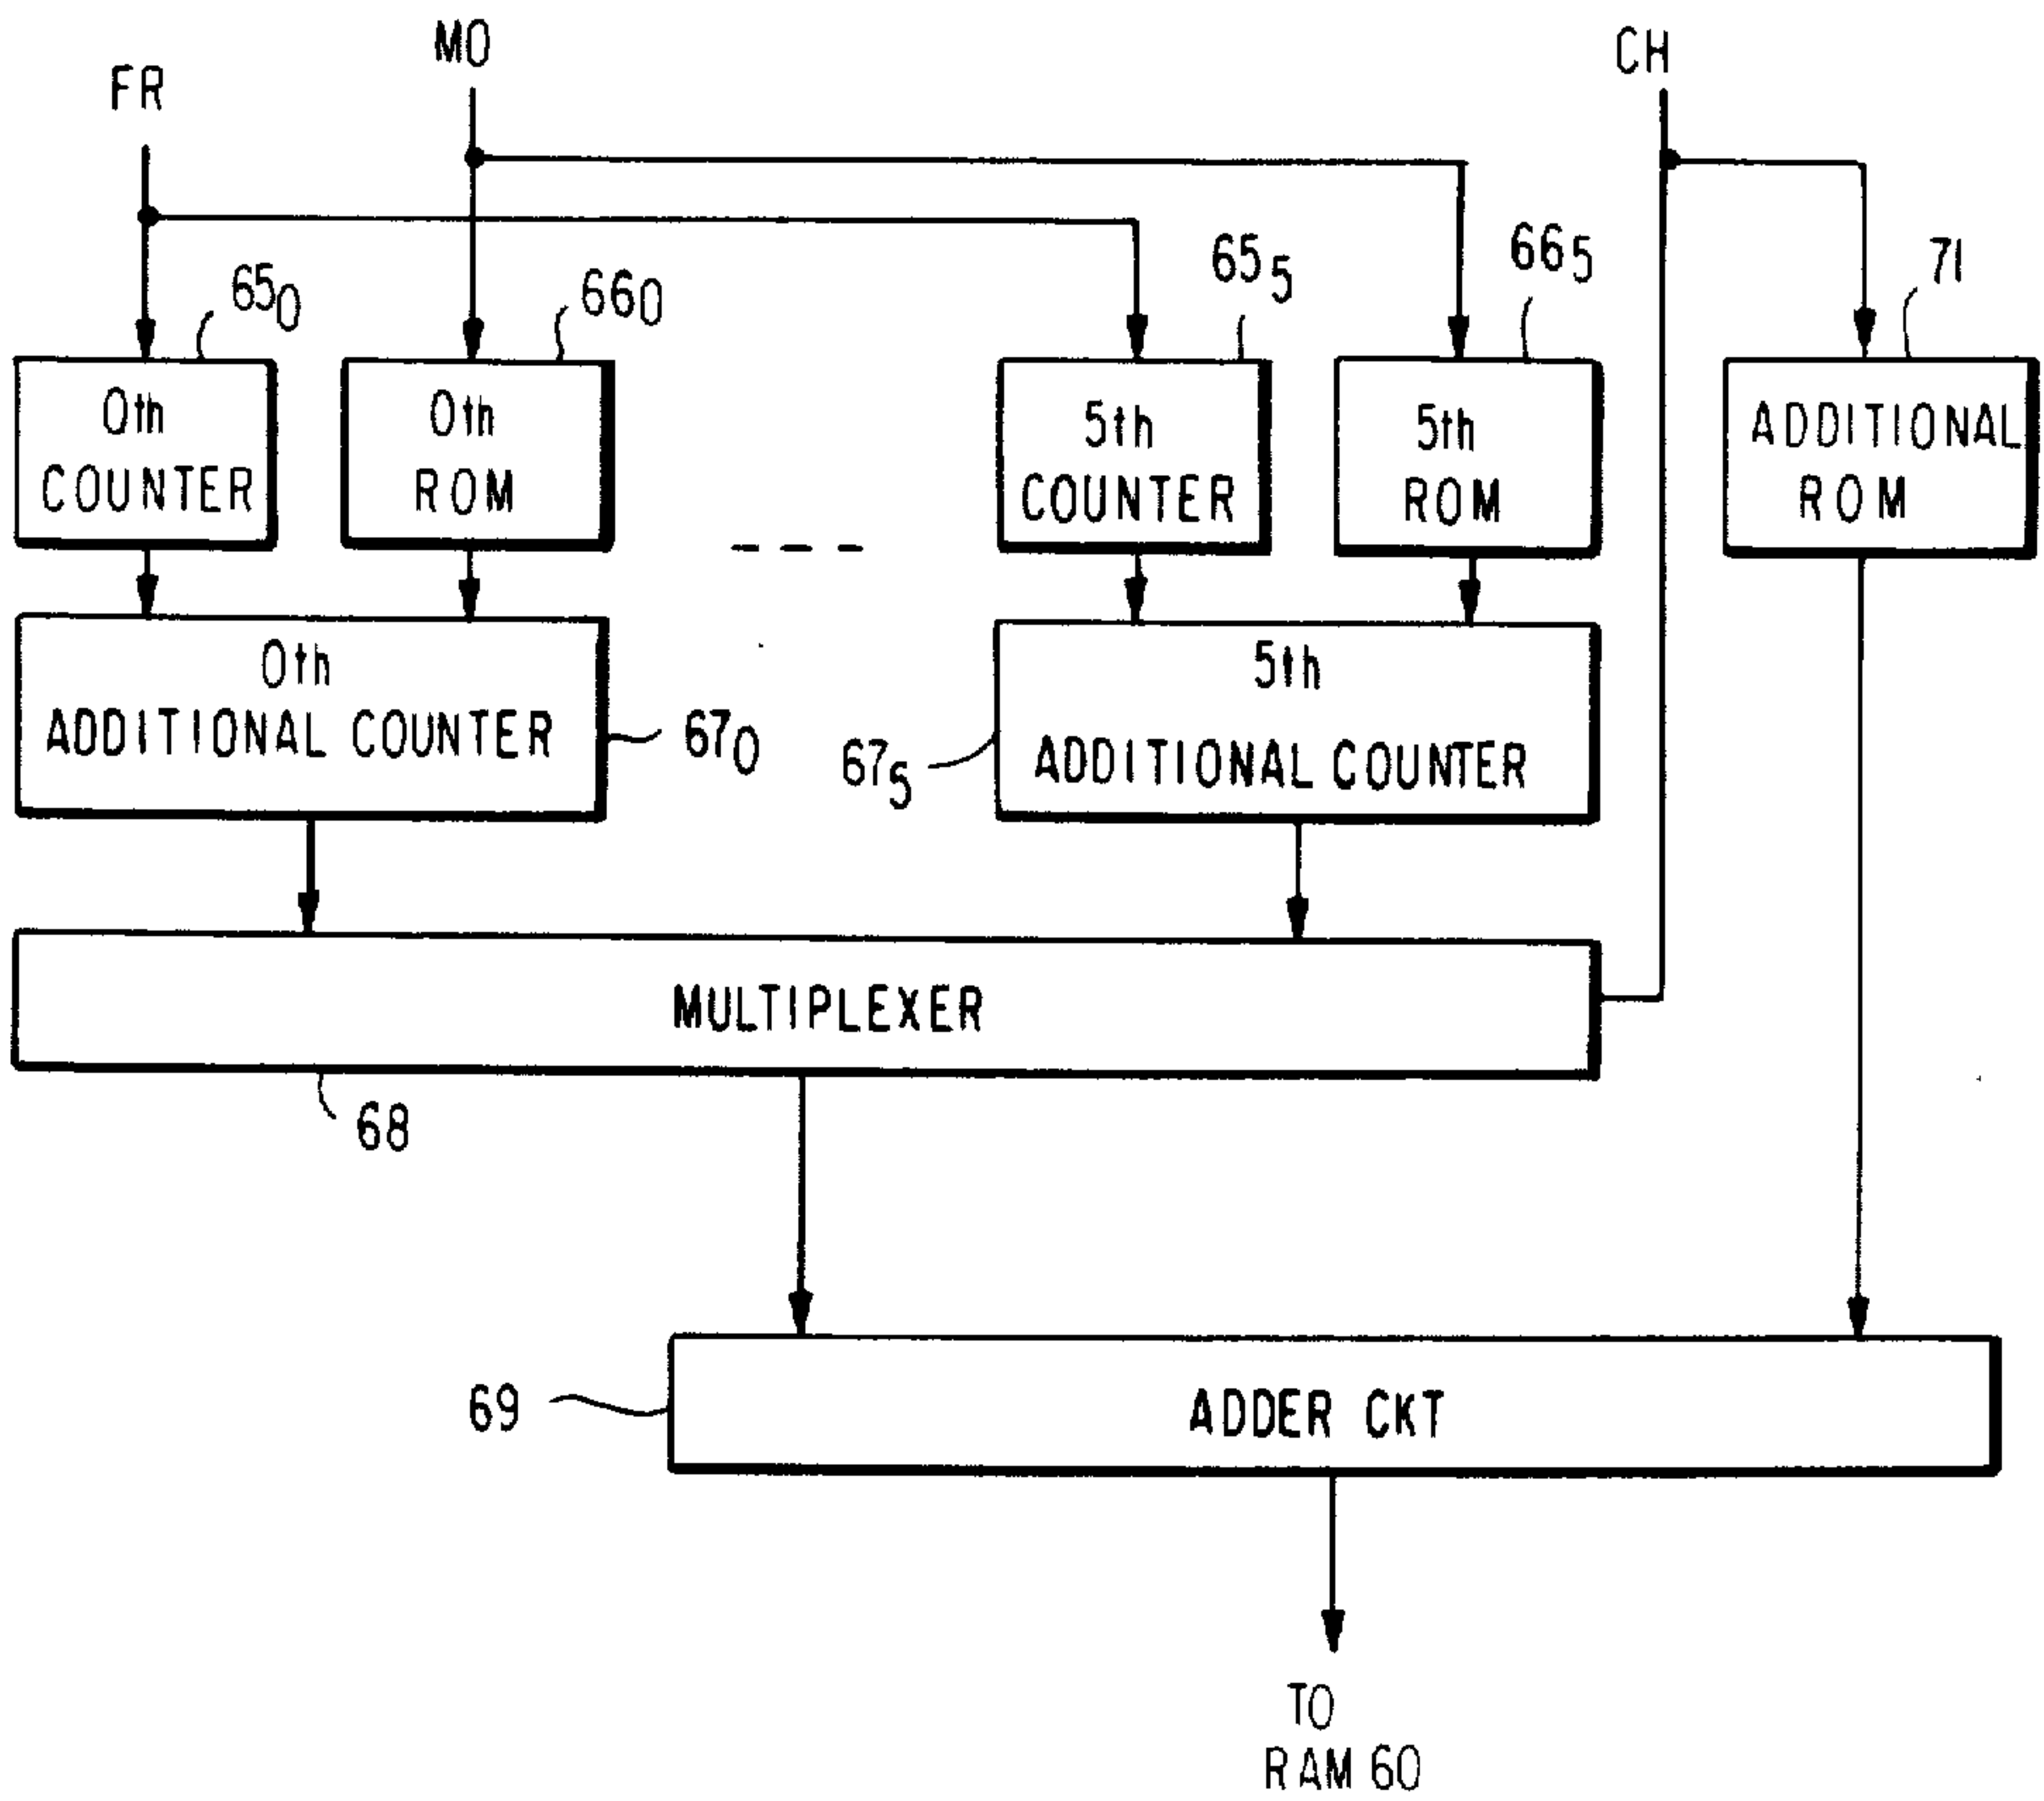 FR
MO
CH
65₀
66₀
65₅
66₅
71
0th
COUNTER
0th
ROM
5th
COUNTER
5th
ROM
ADDITIONAL
ROM
0th
ADDITIONAL COUNTER
67₀
67₅
5th
ADDITIONAL COUNTER
MULTIPLEXER
68
69
ADDER CKT
TO
RAM 60